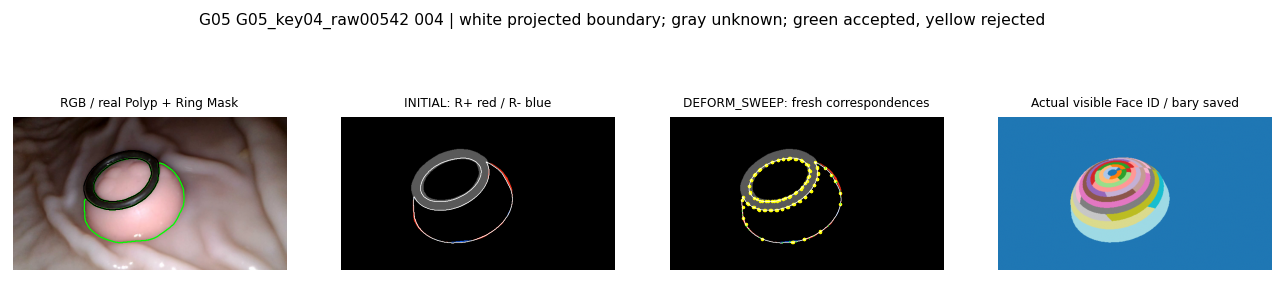 G05 G05_key04_raw00542 004 | white projected boundary; gray unknown; green accepted, yellow rejected
RGB / real Polyp + Ring Mask
INITIAL: R+ red / R- blue
DEFORM_SWEEP: fresh correspondences
Actual visible Face ID / bary saved